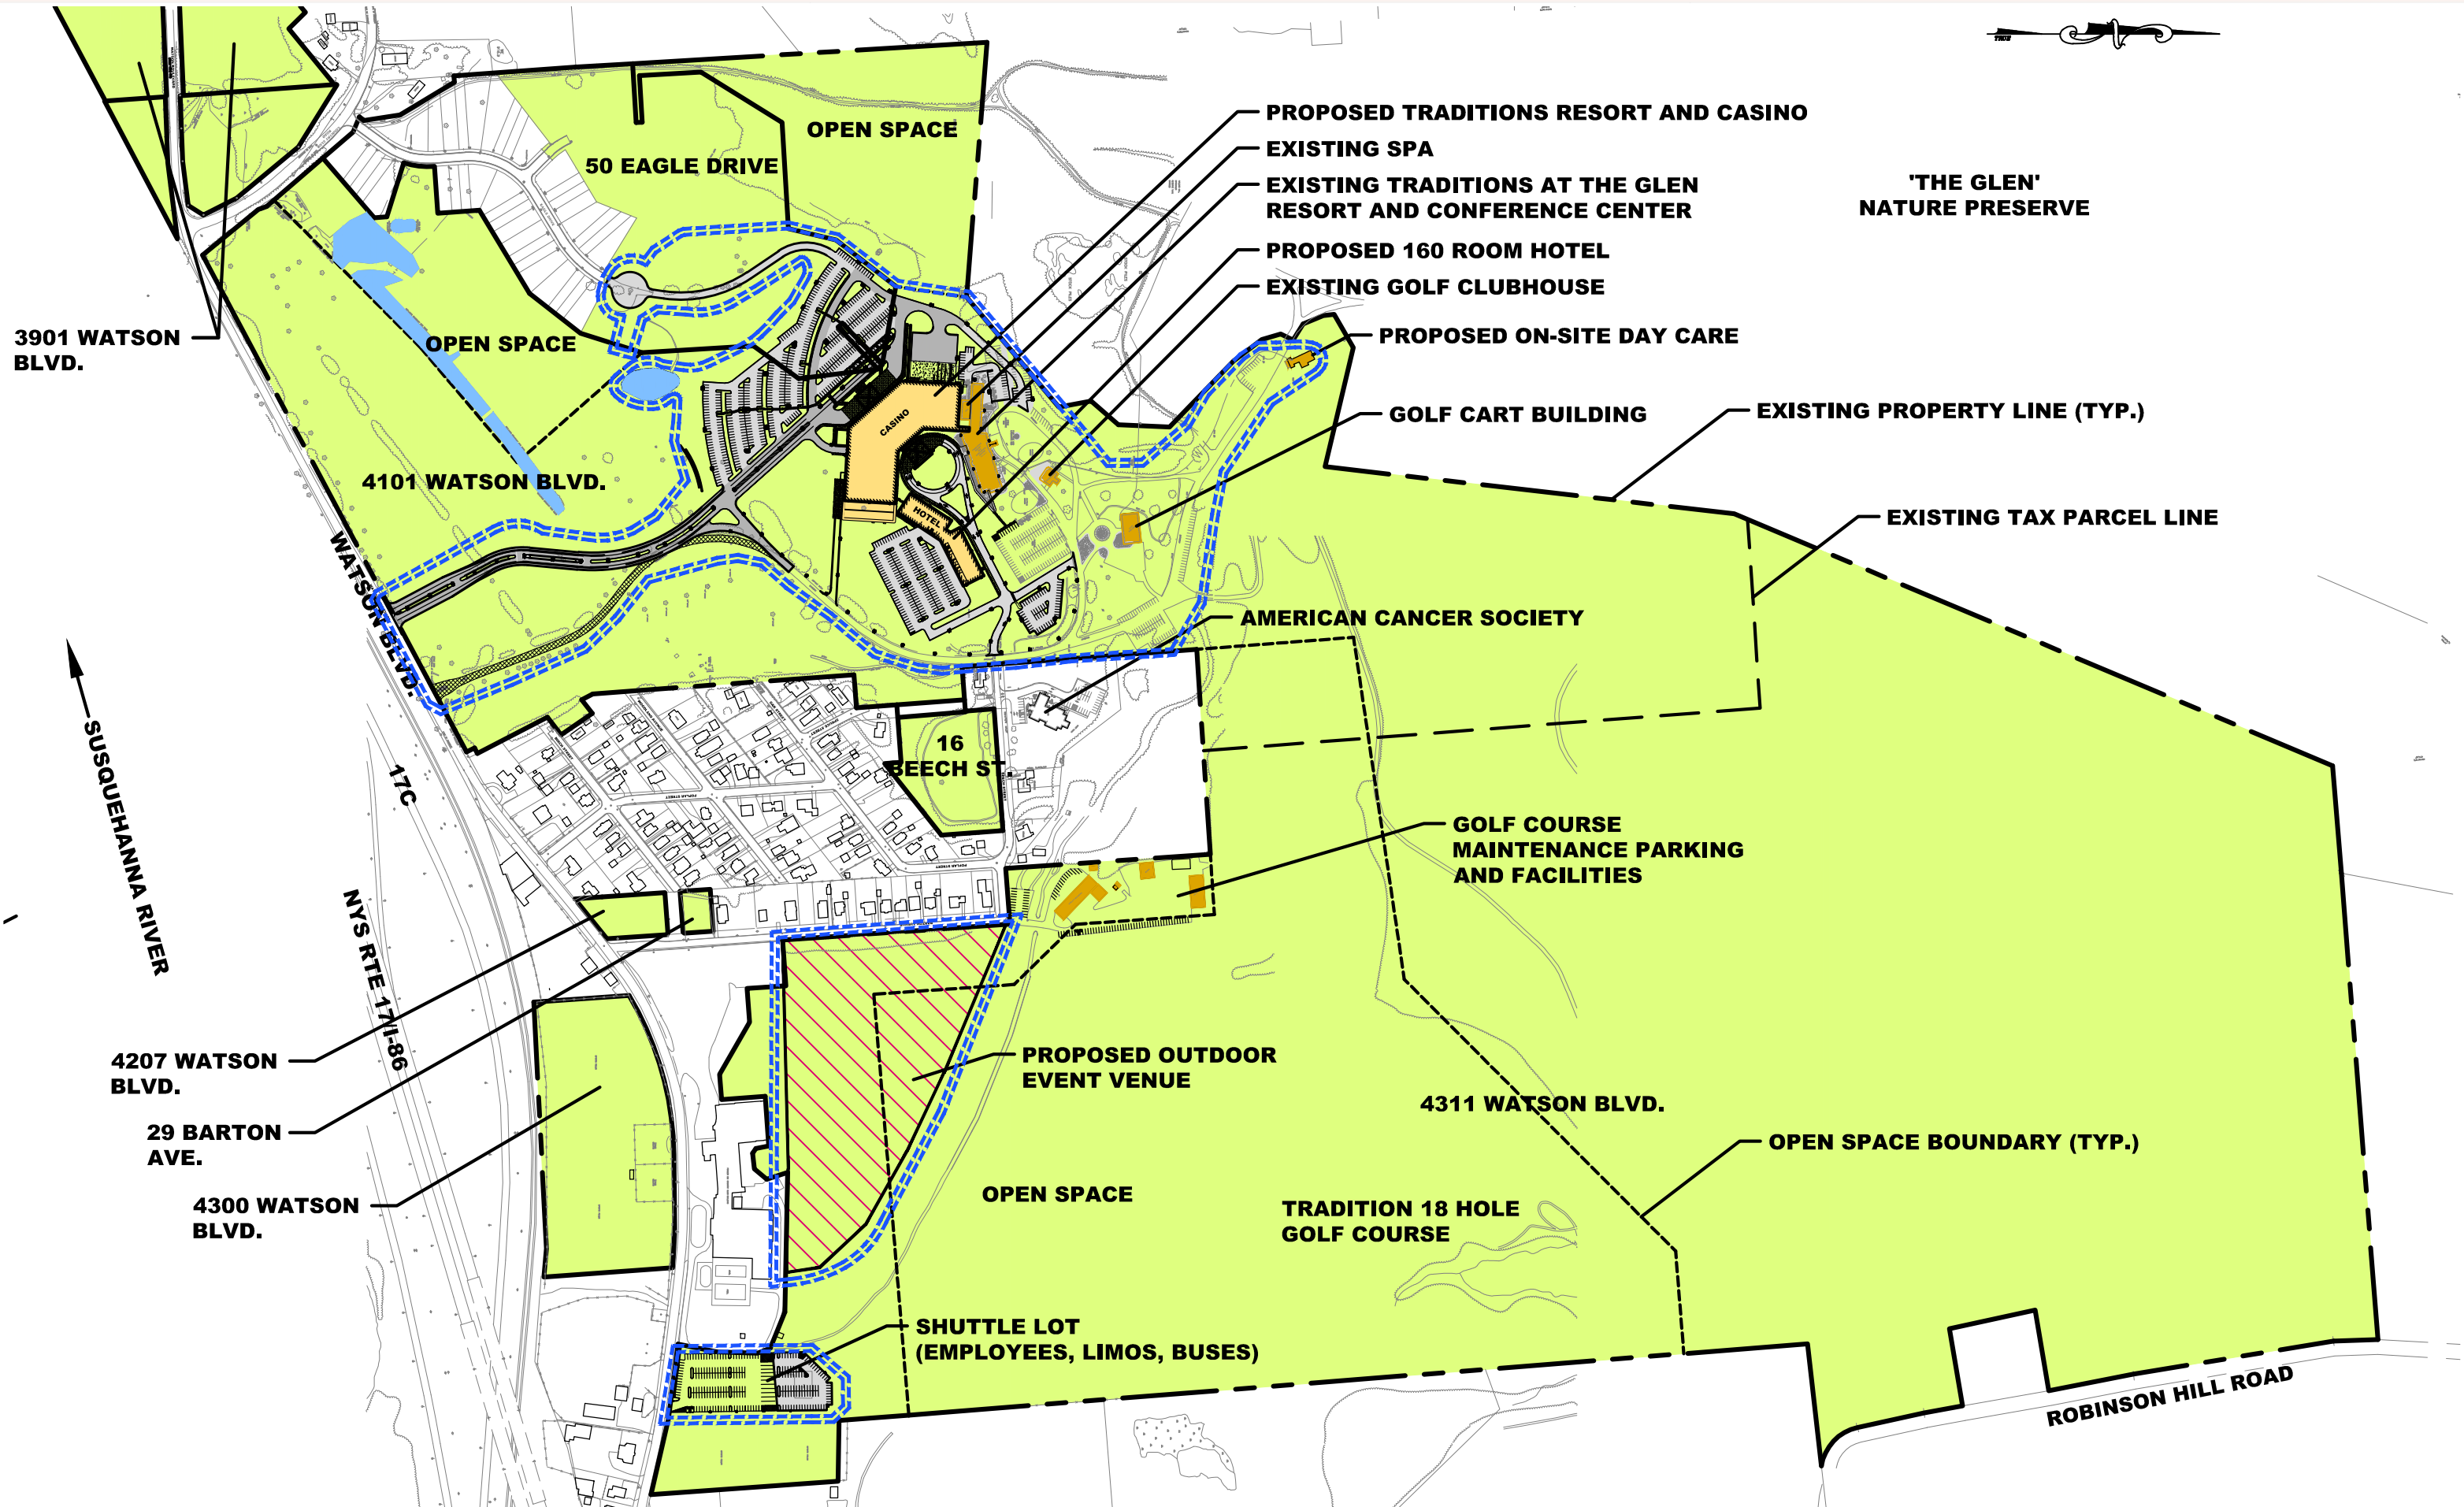 TRUE
PROPOSED TRADITIONS RESORT AND CASINO
EXISTING SPA
EXISTING TRADITIONS AT THE GLEN
RESORT AND CONFERENCE CENTER
PROPOSED 160 ROOM HOTEL
EXISTING GOLF CLUBHOUSE
PROPOSED ON-SITE DAY CARE
GOLF CART BUILDING
EXISTING PROPERTY LINE (TYP.)
EXISTING TAX PARCEL LINE
'THE GLEN'
NATURE PRESERVE
OPEN SPACE
50 EAGLE DRIVE
3901 WATSON
BLVD.
OPEN SPACE
4101 WATSON BLVD.
CASINO
HOTEL
WATSON BLVD.
AMERICAN CANCER SOCIETY
SUSQUEHANNA RIVER
17C
16
BEECH ST.
POPLAR STREET
POPLAR STREET
GOLF COURSE
MAINTENANCE PARKING
AND FACILITIES
NYS RTE 17/I-86
4207 WATSON
BLVD.
29 BARTON
AVE.
4300 WATSON
BLVD.
PROPOSED OUTDOOR
EVENT VENUE
4311 WATSON BLVD.
OPEN SPACE BOUNDARY (TYP.)
OPEN SPACE
TRADITION 18 HOLE
GOLF COURSE
SHUTTLE LOT
(EMPLOYEES, LIMOS, BUSES)
ROBINSON HILL ROAD